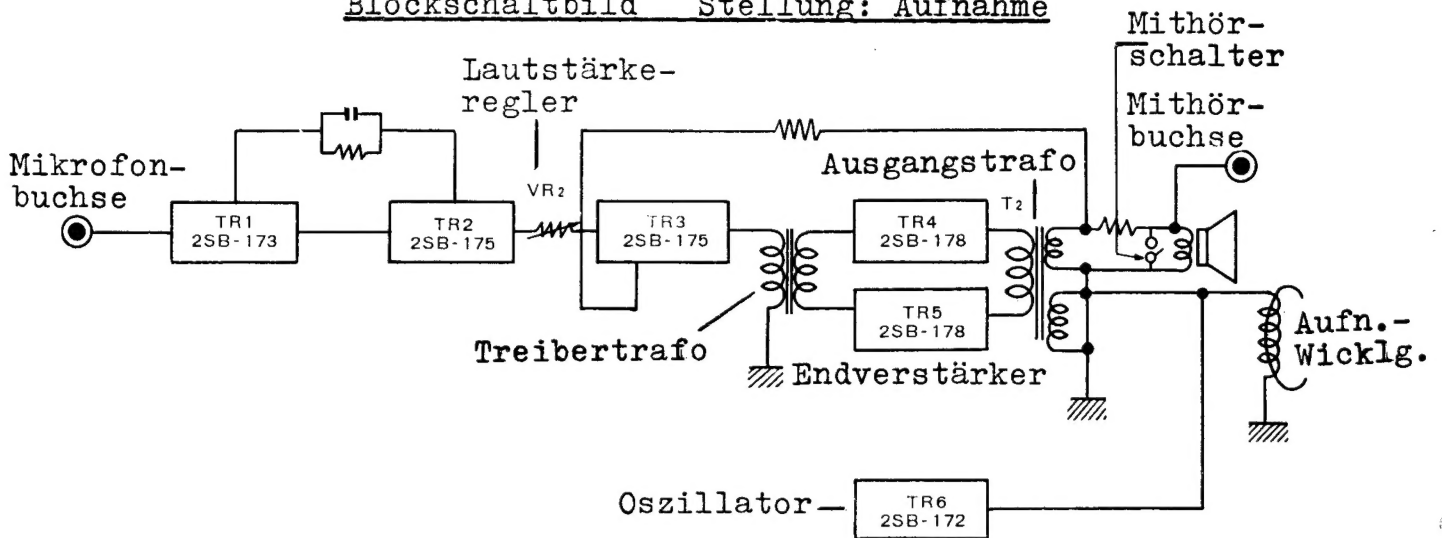 Blockschaltbild Stellung: Aufnahme
Mithör-
schalter
Lautstärke-
regler
Mithör-
buchse
Mikrofon-
buchse
Ausgangstrafo
VR2
T2
TR1
2SB-173
TR2
2SB-175
TR3
2SB-175
TR4
2SB-178
TR5
2SB-178
Treibertrafo
Endverstärker
Aufn.-
Wicklg.
Oszillator
TR6
2SB-172